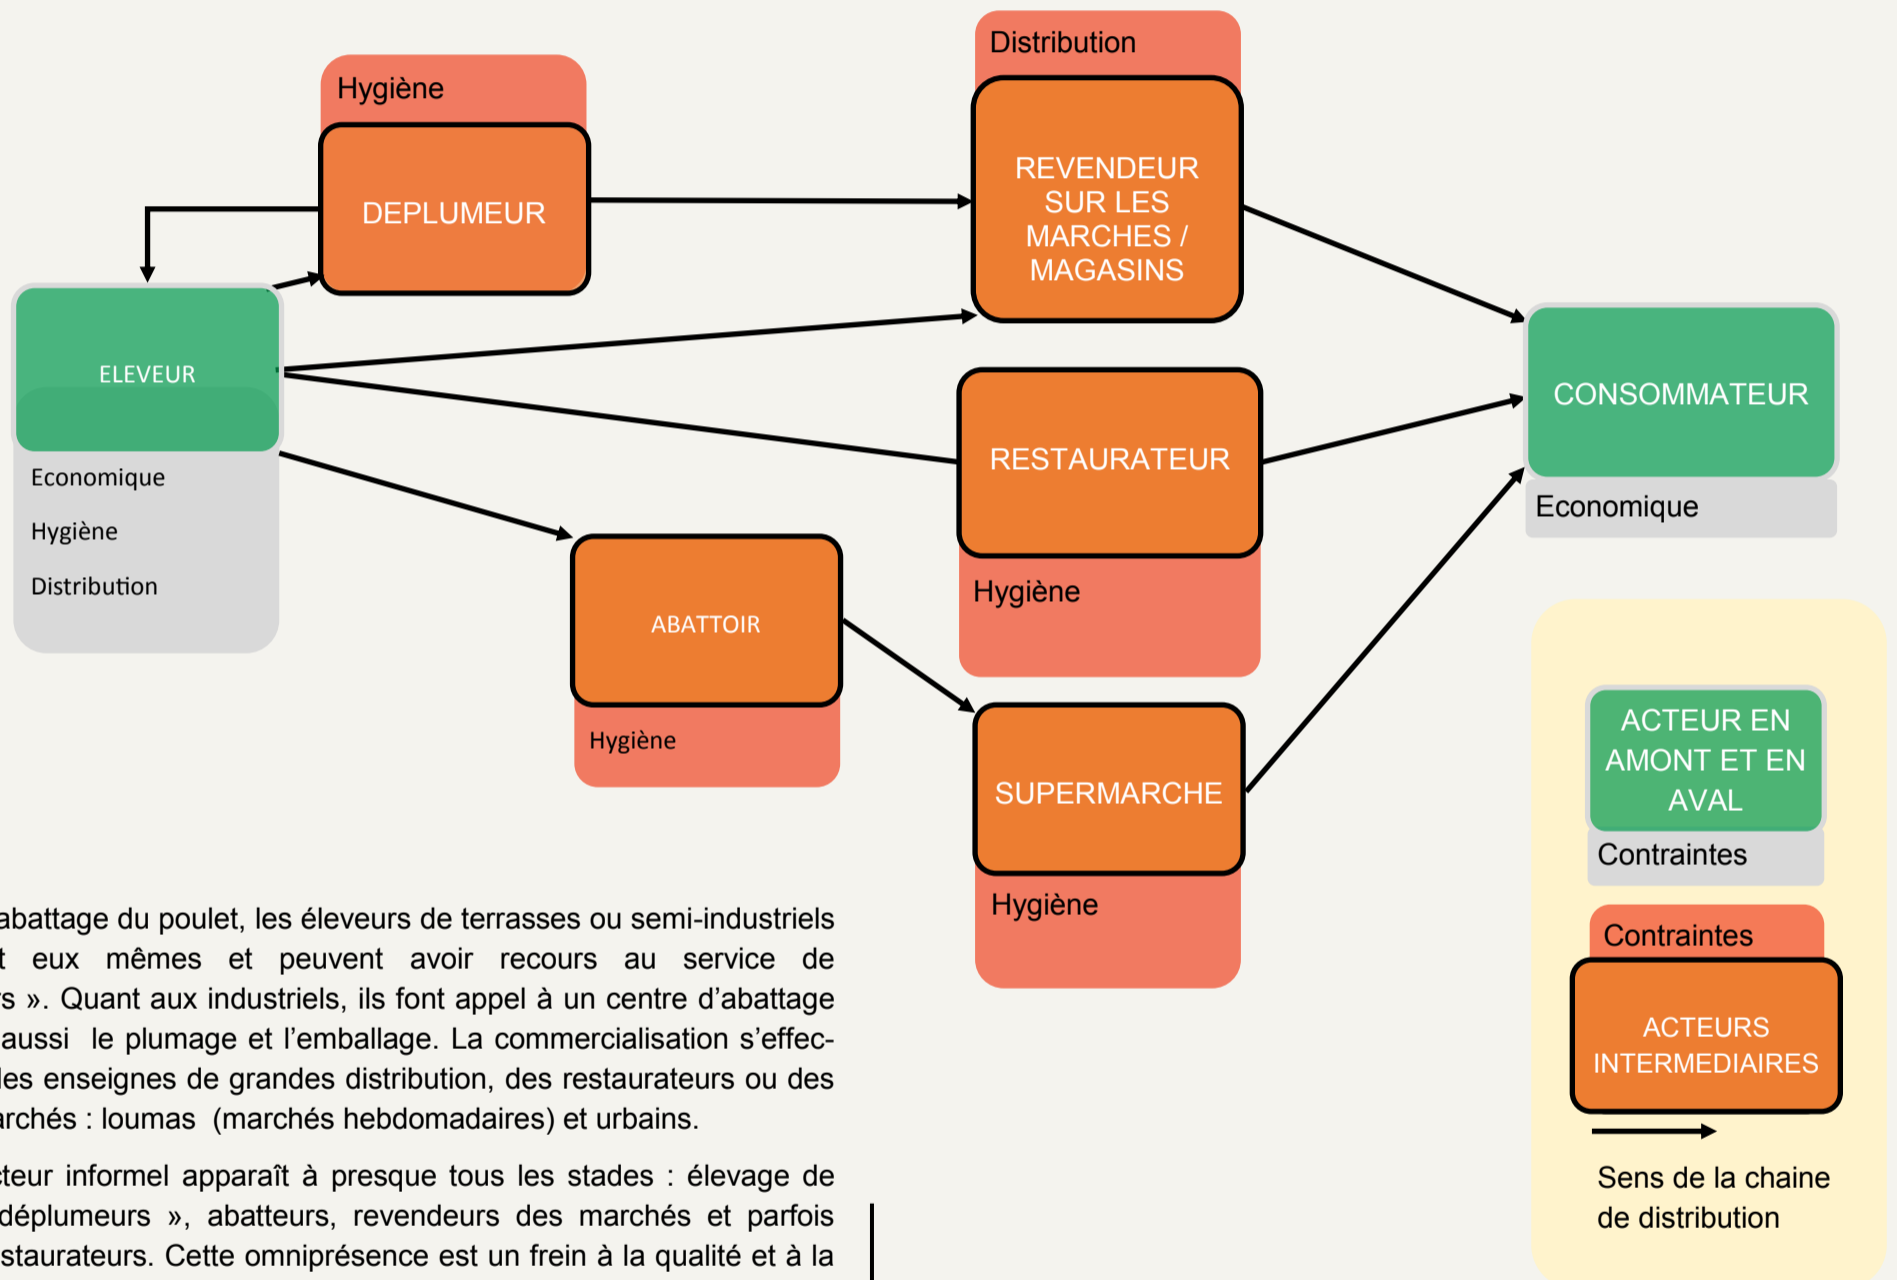 Distribution
Hygiène
REVENDEUR
SUR LES
MARCHES /
MAGASINS
DEPLUMEUR
ELEVEUR
CONSOMMATEUR
RESTAURATEUR
Economique
Hygiène
Distribution
Economique
Hygiène
ABATTOIR
Hygiène
SUPERMARCHE
Hygiène
ACTEUR EN
AMONT ET EN
AVAL
Contraintes
Contraintes
ACTEURS
INTERMEDIAIRES
Sens de la chaine
de distribution
abattage du poulet, les éleveurs de terrasses ou semi-industriels
t eux mêmes et peuvent avoir recours au service de
rs ». Quant aux industriels, ils font appel à un centre d’abattage
aussi le plumage et l’emballage. La commercialisation s’effec-
les enseignes de grandes distribution, des restaurateurs ou des
archés : loumas (marchés hebdomadaires) et urbains.
cteur informel apparaît à presque tous les stades : élevage de
déplumeurs », abatteurs, revendeurs des marchés et parfois
staurateurs. Cette omniprésence est un frein à la qualité et à la